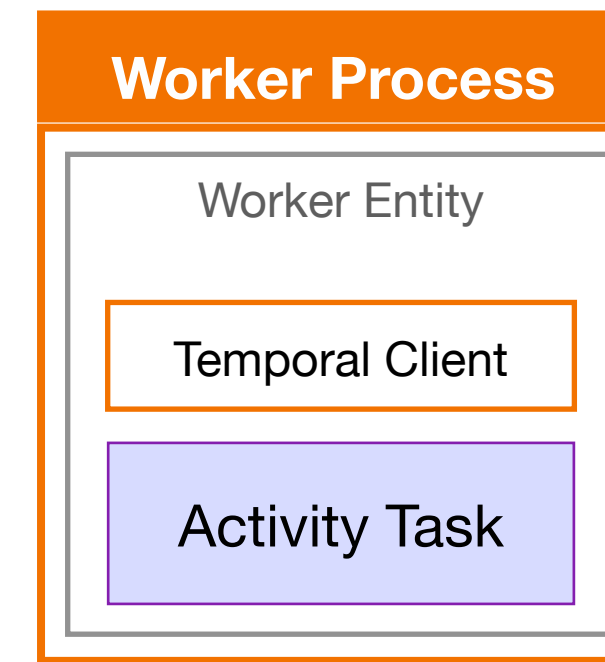 Worker Process
Worker Entity
Temporal Client
Activity Task